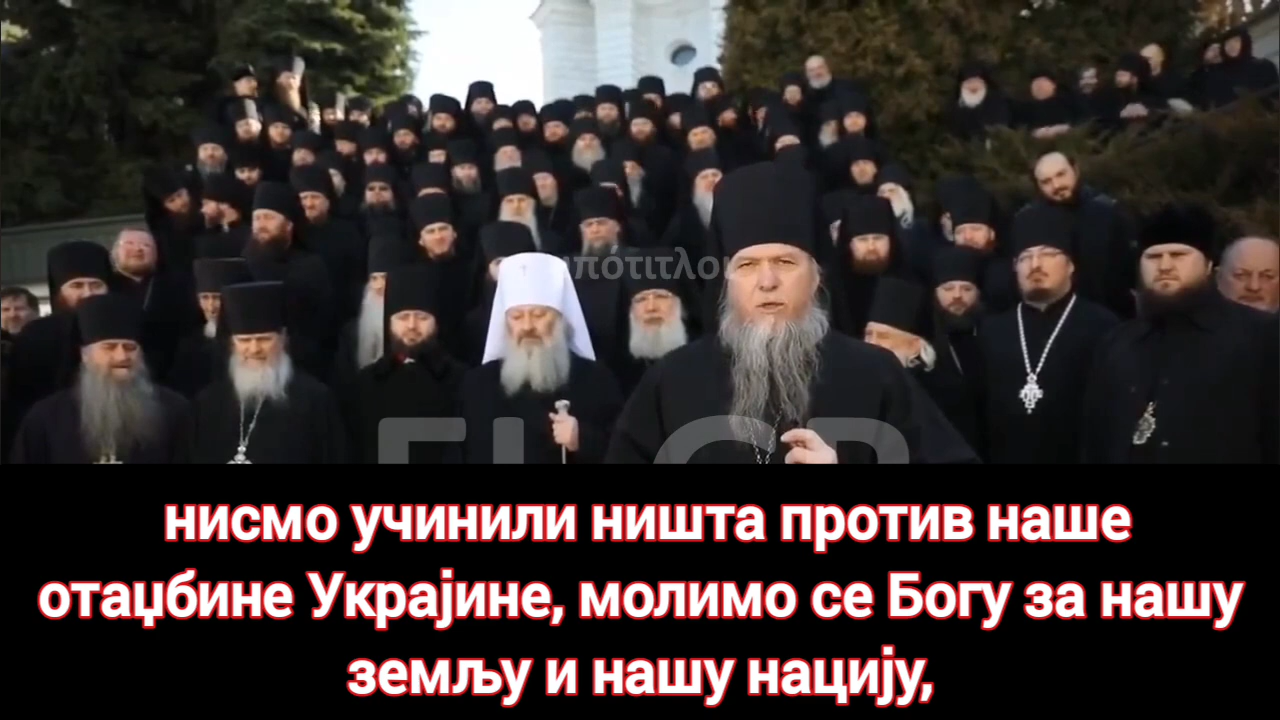 нисмо учинили ништа против наше
отаџбине Украјине, молимо се Богу за нашу
земљу и нашу нацију,